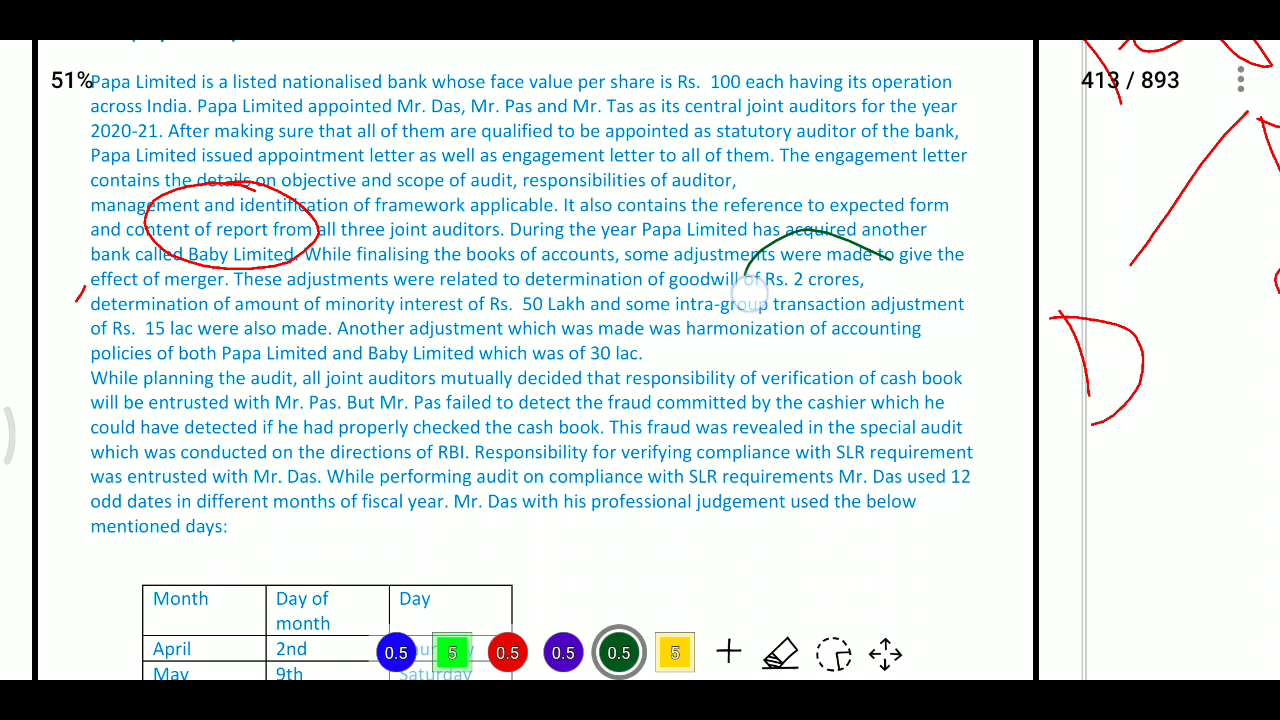 51%
413 / 893
Papa Limited is a listed nationalised bank whose face value per share is Rs. 100 each having its operation
across India. Papa Limited appointed Mr. Das, Mr. Pas and Mr. Tas as its central joint auditors for the year
2020-21. After making sure that all of them are qualified to be appointed as statutory auditor of the bank,
Papa Limited issued appointment letter as well as engagement letter to all of them. The engagement letter
contains the details on objective and scope of audit, responsibilities of auditor,
management and identification of framework applicable. It also contains the reference to expected form
and content of report from all three joint auditors. During the year Papa Limited has acquired another
bank called Baby Limited. While finalising the books of accounts, some adjustments were made to give the
effect of merger. These adjustments were related to determination of goodwill of Rs. 2 crores,
determination of amount of minority interest of Rs. 50 Lakh and some intra-group transaction adjustment
of Rs. 15 lac were also made. Another adjustment which was made was harmonization of accounting
policies of both Papa Limited and Baby Limited which was of 30 lac.
While planning the audit, all joint auditors mutually decided that responsibility of verification of cash book
will be entrusted with Mr. Pas. But Mr. Pas failed to detect the fraud committed by the cashier which he
could have detected if he had properly checked the cash book. This fraud was revealed in the special audit
which was conducted on the directions of RBI. Responsibility for verifying compliance with SLR requirement
was entrusted with Mr. Das. While performing audit on compliance with SLR requirements Mr. Das used 12
odd dates in different months of fiscal year. Mr. Das with his professional judgement used the below
mentioned days:
Month Day of month Day
April 2nd
May 9th Saturday
0.5 5 0.5 0.5 0.5 5